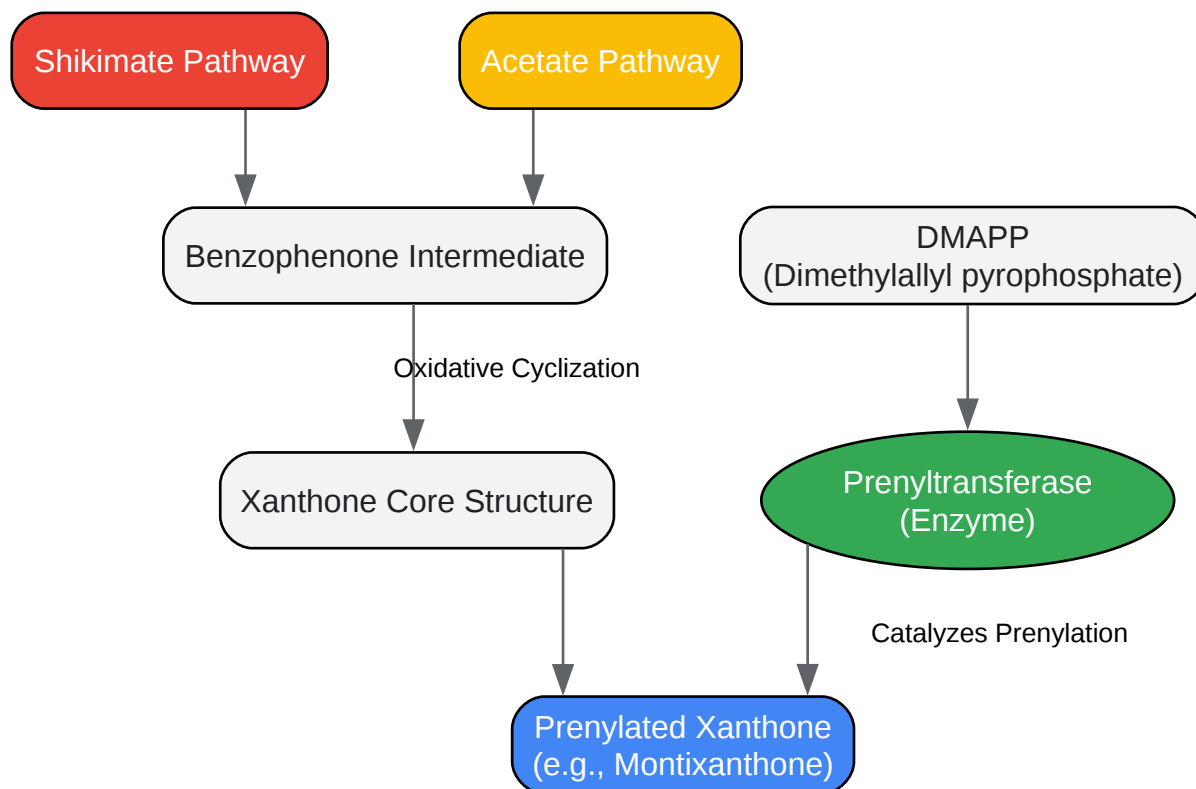 Shikimate Pathway
Acetate Pathway
Benzophenone Intermediate
DMAPP
(Dimethylallyl pyrophosphate)
Oxidative Cyclization
Xanthone Core Structure
Prenyltransferase
(Enzyme)
Catalyzes Prenylation
Prenylated Xanthone
(e.g., Montixanthone)